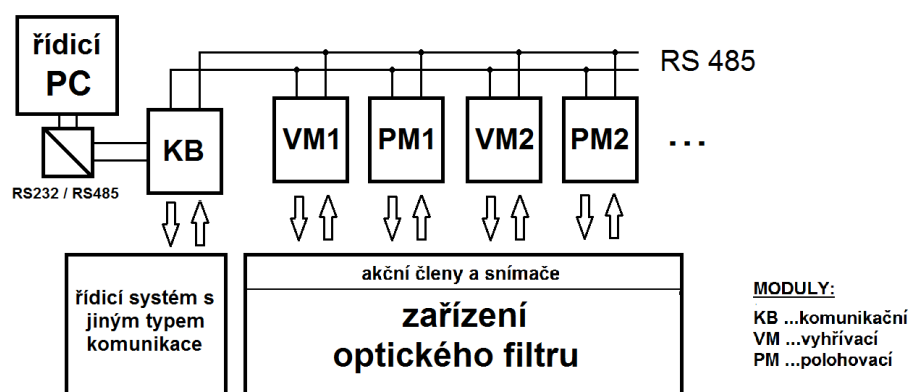 řídicí
PC
RS 485
KB
VM1
PM1
VM2
PM2
...
RS232 / RS485
řídicí systém s
jiným typem
komunikace
akční členy a snímače
zařízení
optického filtru
MODULY:
KB ...komunikační
VM ...vyhřívací
PM ...polohovací